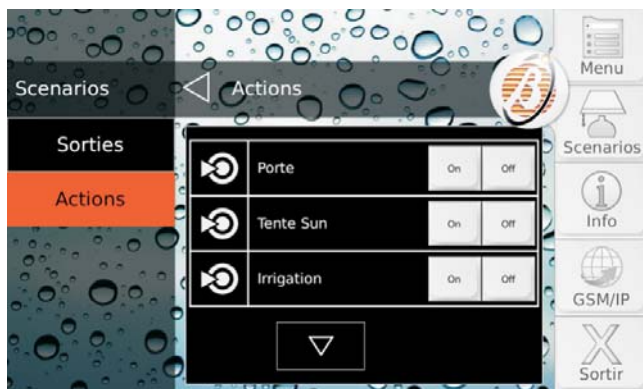 Scenarios
Actions
Sorties
Actions
Porte On Off
Tente Sun On Off
Irrigation On Off
Menu
Scenarios
Info
GSM/IP
Sortir